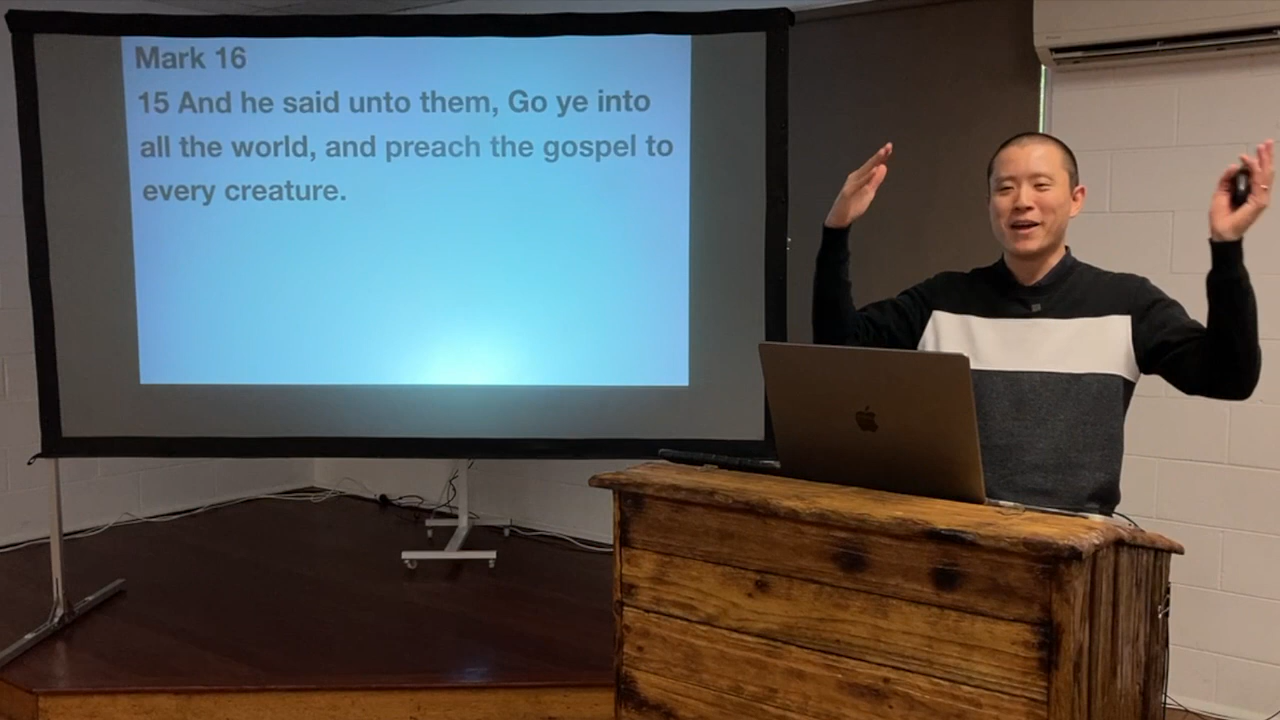 Mark 16
15 And he said unto them, Go ye into
all the world, and preach the gospel to
every creature.